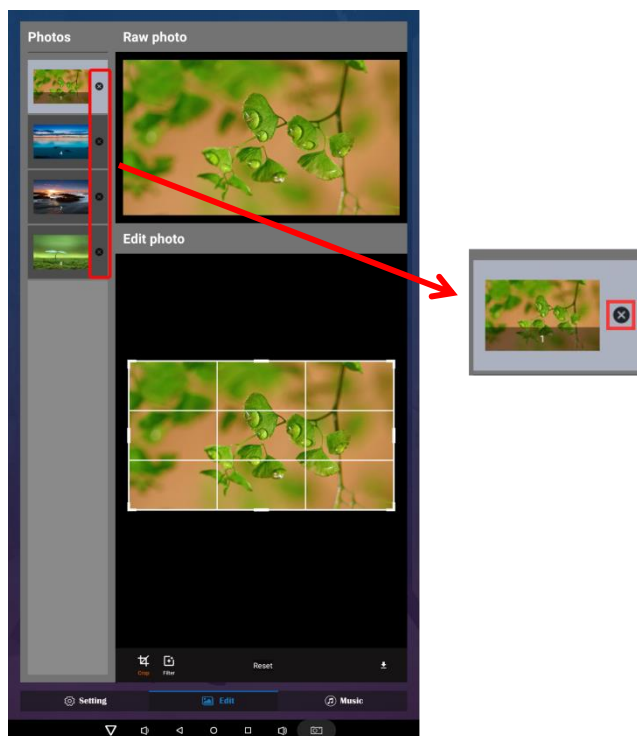 Photos
Raw photo
Edit photo
1
Crop
Filter
Reset
Setting
Edit
Music